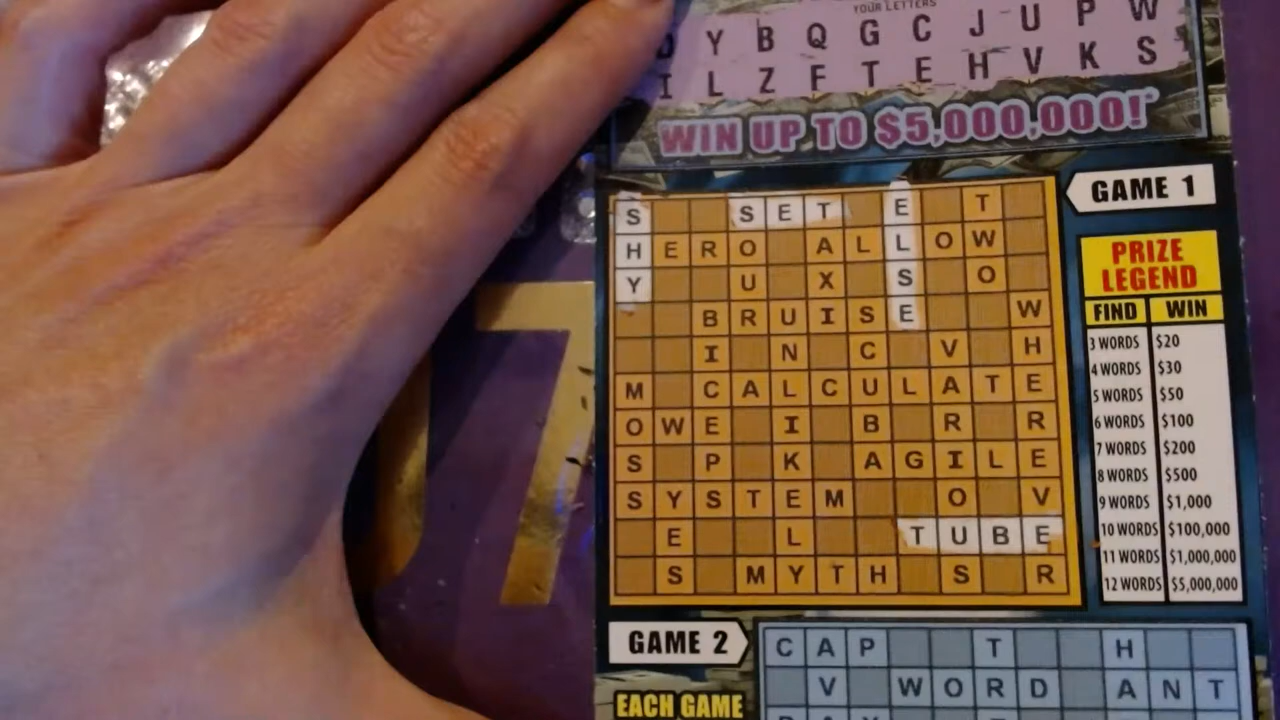 YOUR LETTERS
Y B Q G C J U P W
I L Z F T E H V K S
WIN UP TO $5,000,000!*
GAME 1
S SET E T
HERO A ALLOW
Y U X S O
BRUISE W
I N C V H
M CALCULATE
OWE I B R R
S P K AGILE
SYSTEM O V
E L TUBE
S MYTH S R
PRIZE
LEGEND
FIND WIN
3 WORDS $20
4 WORDS $30
5 WORDS $50
6 WORDS $100
7 WORDS $200
8 WORDS $500
9 WORDS $1,000
10 WORDS $100,000
11 WORDS $1,000,000
12 WORDS $5,000,000
GAME 2
EACH GAME
CAP T H
V WORD ANT
7